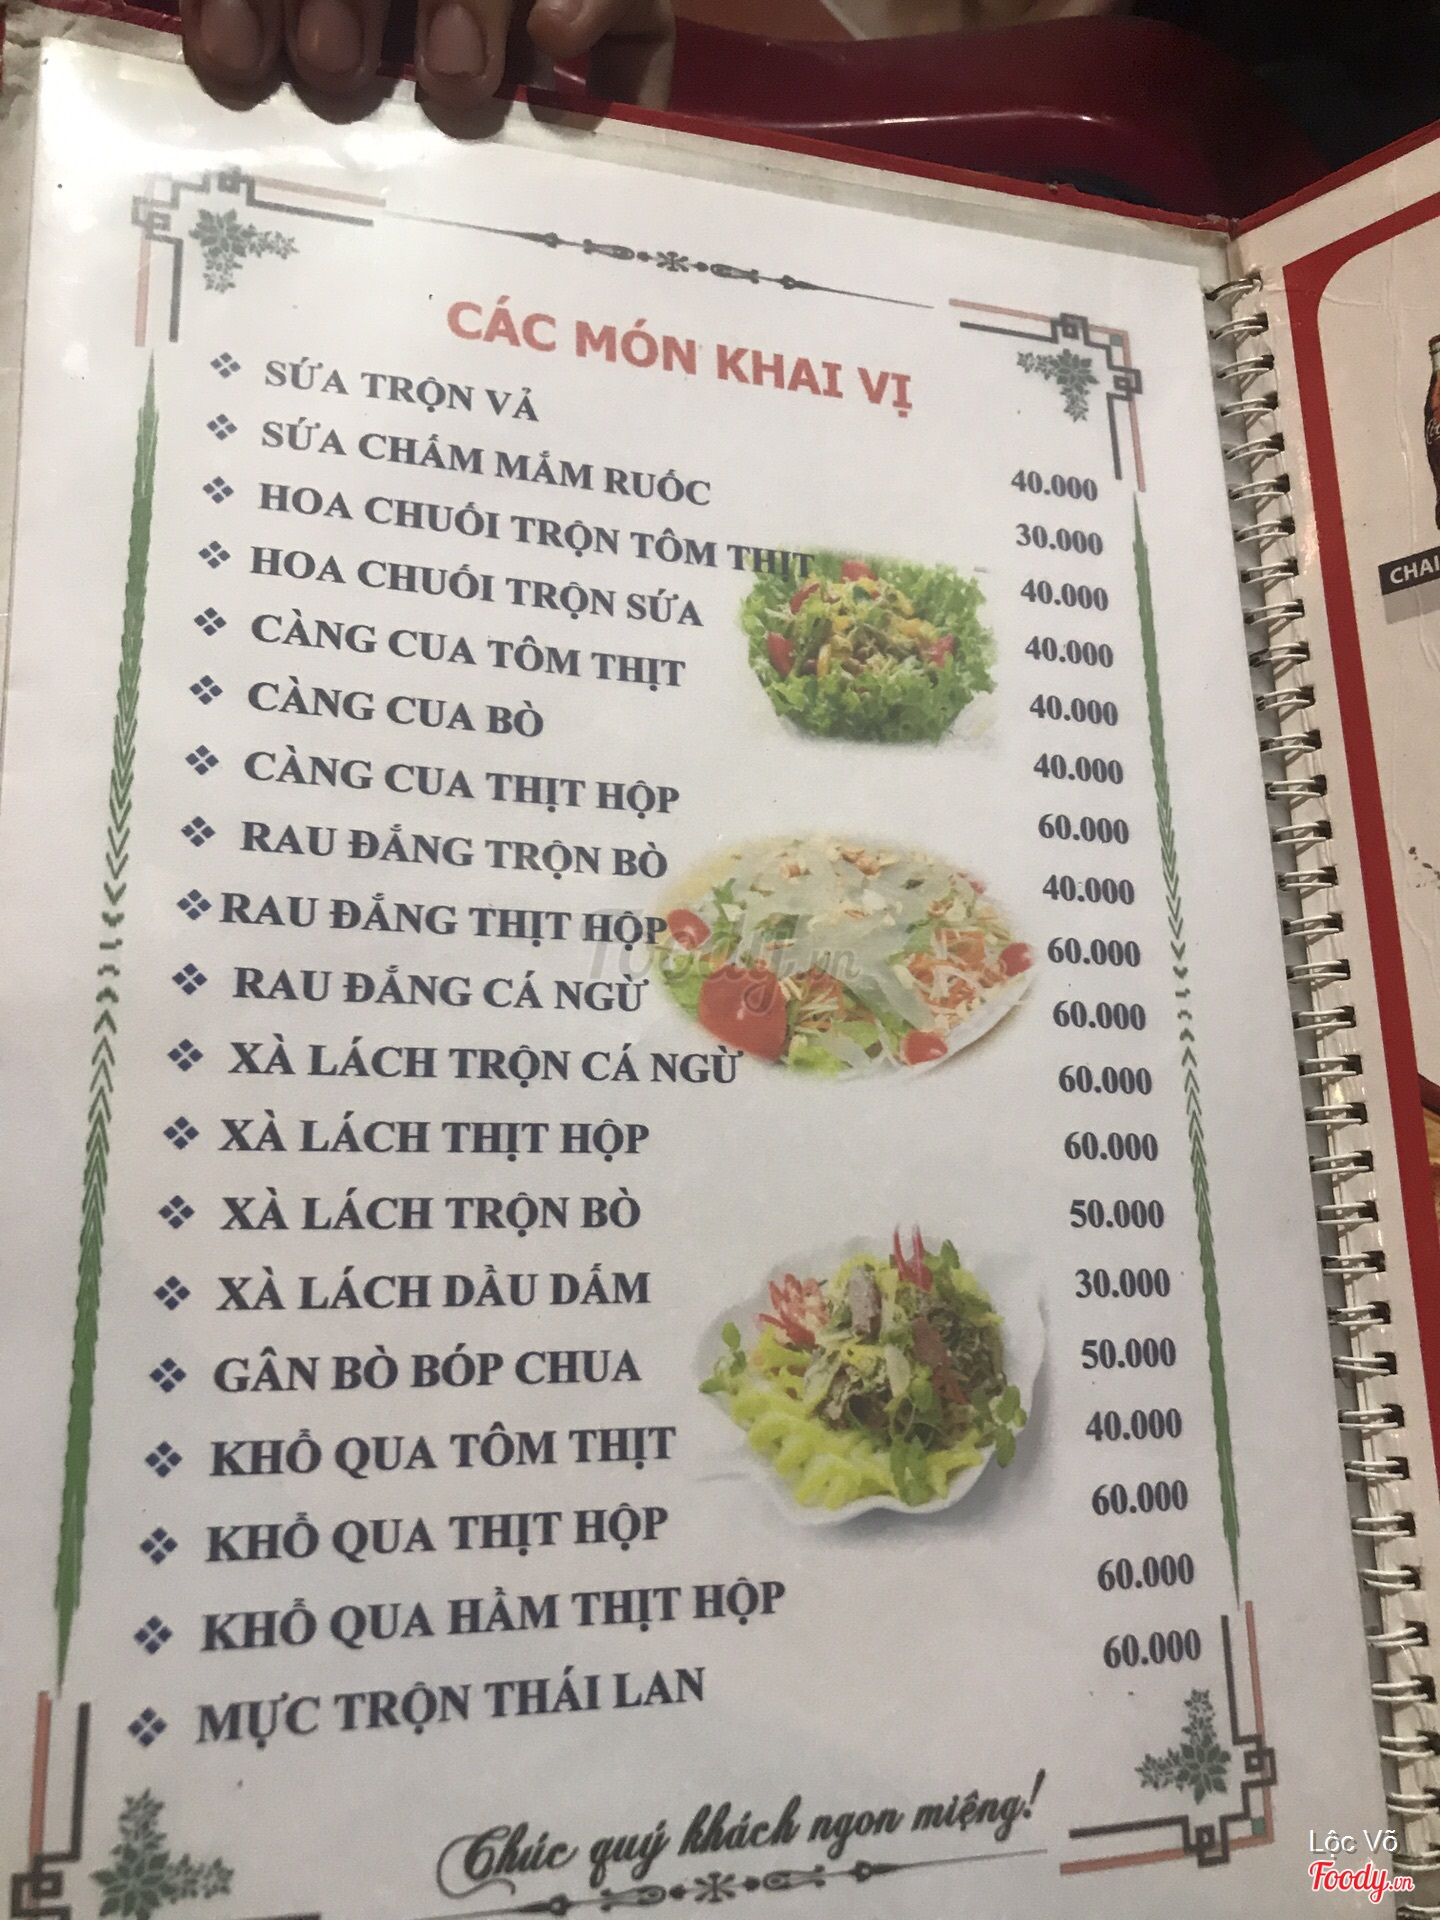 CÁC MÓN KHAI VỊ
SỨA TRỘN VẢ 40.000
SỨA CHẤM MẮM RUỐC 30.000
HOA CHUỐI TRỘN TÔM THỊT 40.000
HOA CHUỐI TRỘN SỨA 40.000
CÀNG CUA TÔM THỊT 40.000
CÀNG CUA BÒ 40.000
CÀNG CUA THỊT HỘP 60.000
RAU ĐẮNG TRỘN BÒ 40.000
RAU ĐẮNG THỊT HỘP 60.000
RAU ĐẮNG CÁ NGỪ 60.000
XÀ LÁCH TRỘN CÁ NGỪ 60.000
XÀ LÁCH THỊT HỘP 60.000
XÀ LÁCH TRỘN BÒ 50.000
XÀ LÁCH DẦU DẤM 30.000
GÂN BÒ BÓP CHUA 50.000
KHỔ QUA TÔM THỊT 40.000
KHỔ QUA THỊT HỘP 60.000
KHỔ QUA HẦM THỊT HỘP 60.000
MỰC TRỘN THÁI LAN 60.000
Chúc quý khách ngon miệng!
CHAI
Foody.vn
Lộc Võ
Foody.vn